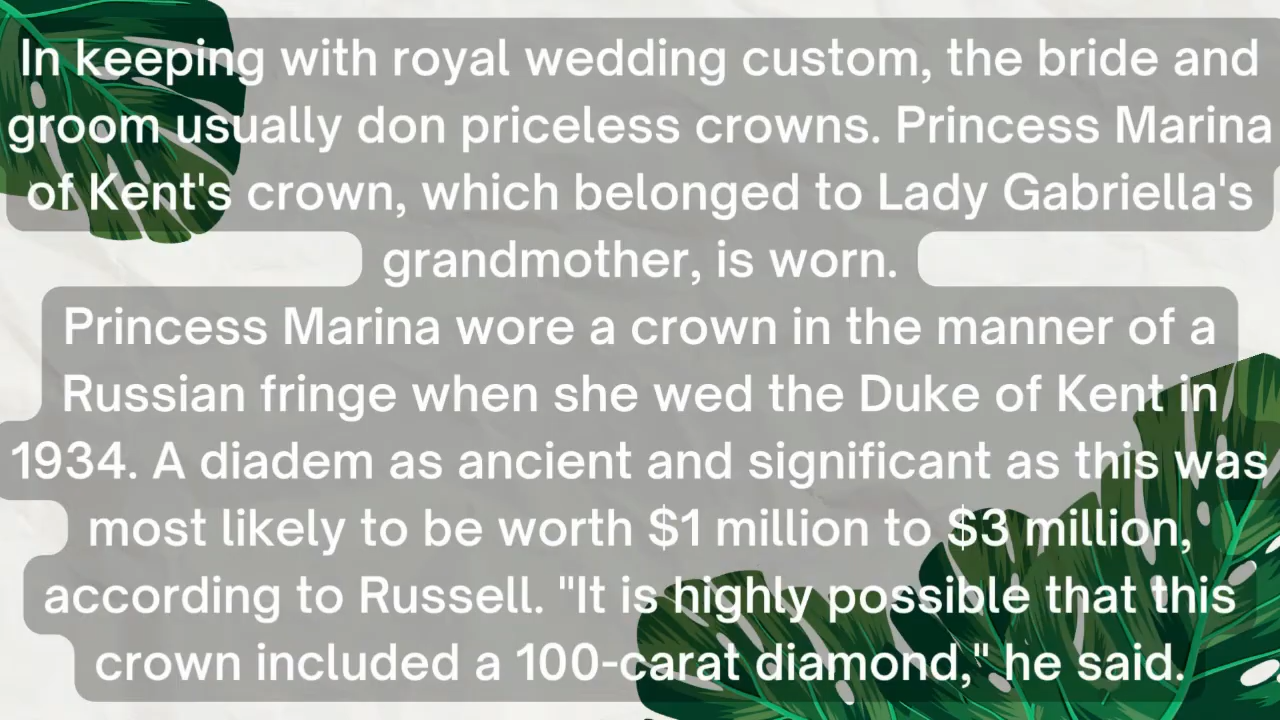 In keeping with royal wedding custom, the bride and
groom usually don priceless crowns. Princess Marina
of Kent's crown, which belonged to Lady Gabriella's
grandmother, is worn.
Princess Marina wore a crown in the manner of a
Russian fringe when she wed the Duke of Kent in
1934. A diadem as ancient and significant as this was
most likely to be worth $1 million to $3 million,
according to Russell. "It is highly possible that this
crown included a 100-carat diamond," he said.